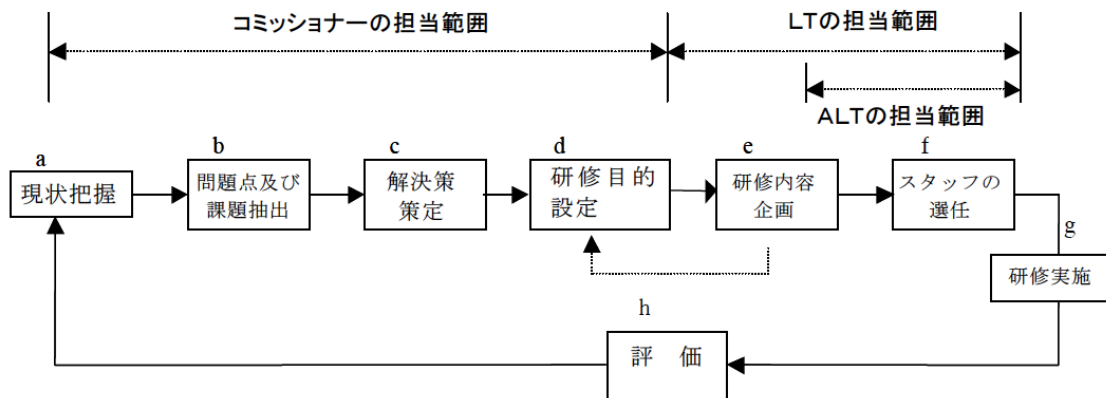 コミッショナーの担当範囲
LTの担当範囲
ALTの担当範囲
a
現状把握
b
問題点及び
課題抽出
c
解決策
策定
d
研修目的
設定
e
研修内容
企画
f
スタッフの
選任
g
研修実施
h
評 価